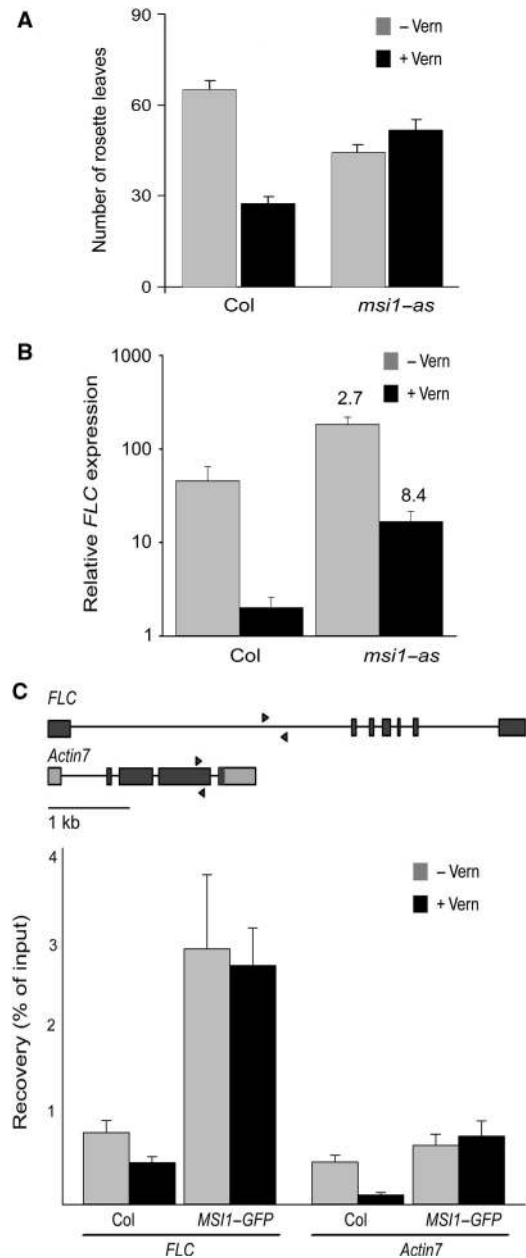 A
Number of rosette leaves
90
60
30
0
– Vern
+ Vern
Col
msi1–as
B
Relative FLC expression
1000
100
10
1
– Vern
+ Vern
2.7
8.4
Col
msi1–as
C
FLC
Actin7
1 kb
Recovery (% of input)
4
3
2
1
– Vern
+ Vern
Col
MSI1–GFP
Col
MSI1–GFP
FLC
Actin7